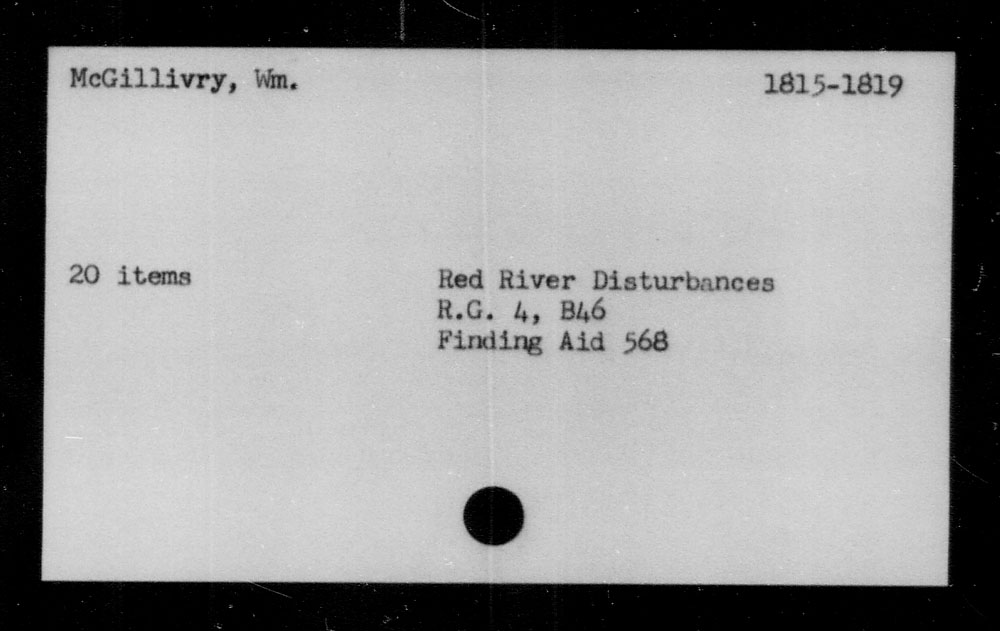 McGillivry, Wm. 1815-1819
20 items Red River Disturbances
R.G. 4, B46
Finding Aid 568